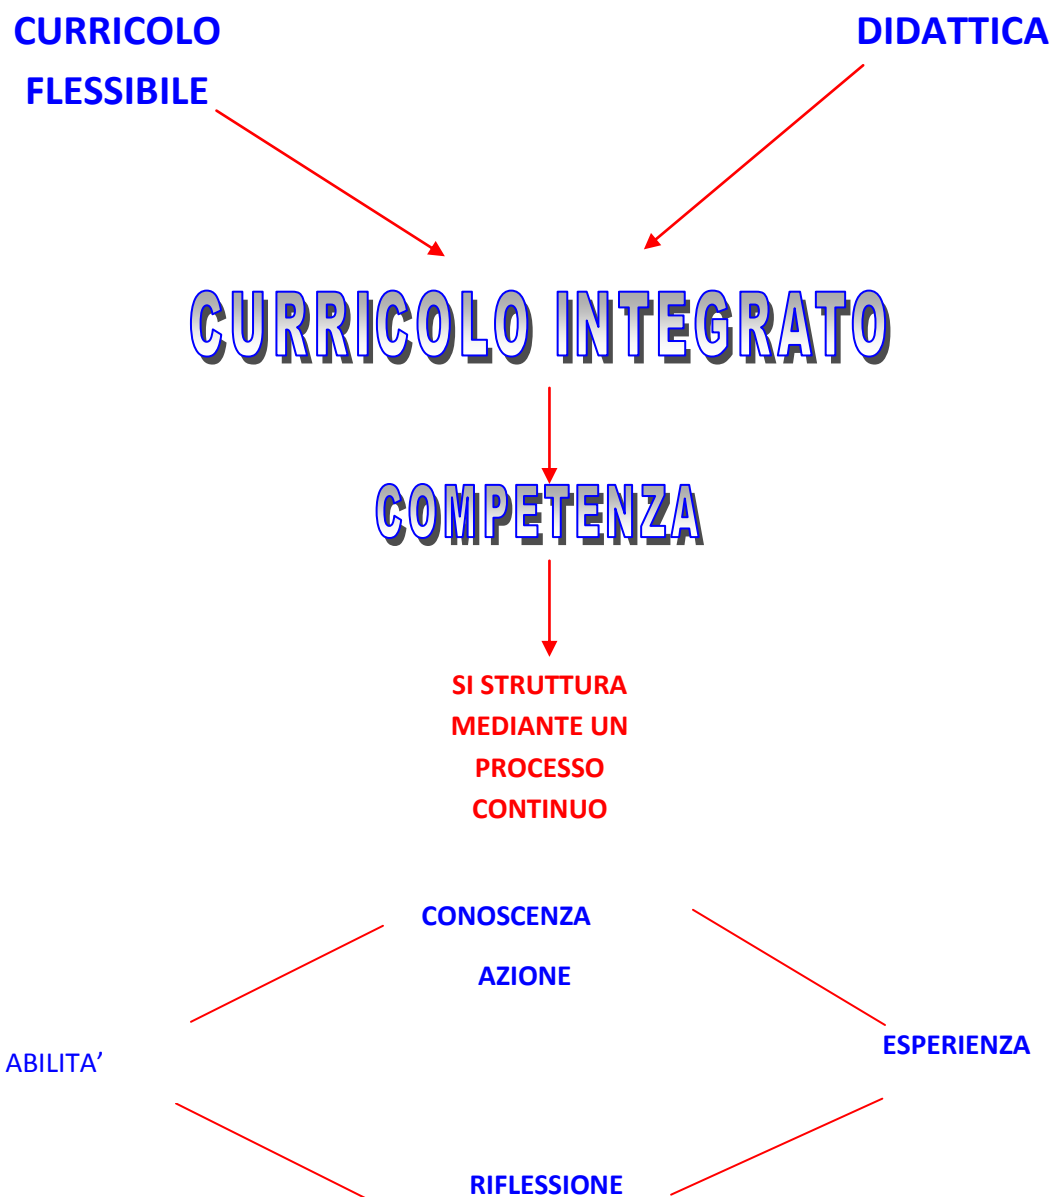 CURRICOLO
FLESSIBILE
DIDATTICA
CURRICOLO INTEGRATO
COMPETENZA
SI STRUTTURA
MEDIANTE UN
PROCESSO
CONTINUO
CONOSCENZA
AZIONE
ABILITA’
ESPERIENZA
RIFLESSIONE